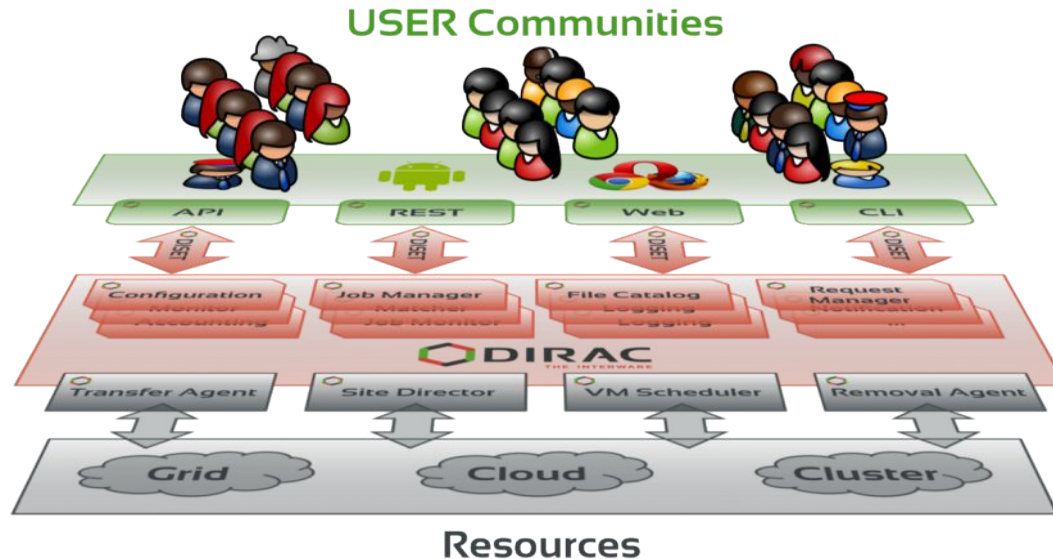 USER Communities
API
REST
Web
CLI
DISET
DISET
DISET
DISET
Configuration
Monitor
Accounting
Job Manager
Matcher
Job Monitor
File Catalog
Logging
Logging
Request
Manager
Notification
...
DIRAC
THE INTERWARE
Transfer Agent
Site Director
VM Scheduler
Removal Agent
Grid
Cloud
Cluster
Resources